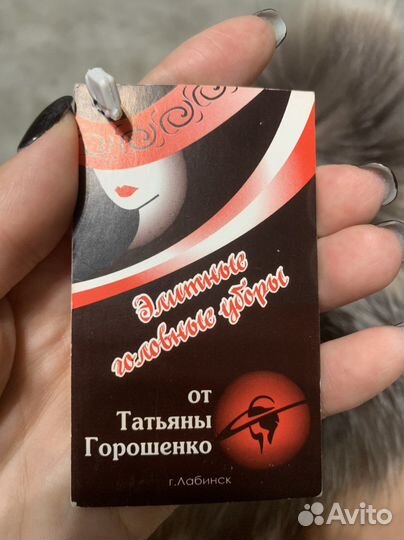 Элитные
головные уборы
от
Татьяны
Горошенко
г.Лабинск
Avito